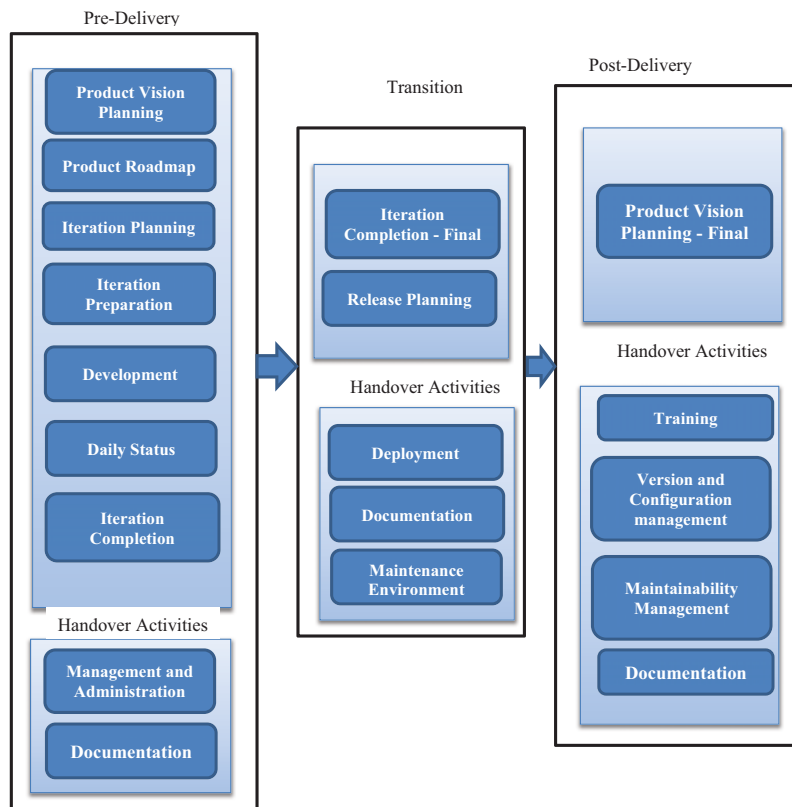 Pre-Delivery
Product Vision
Planning
Product Roadmap
Iteration Planning
Iteration
Preparation
Development
Daily Status
Iteration
Completion
Handover Activities
Management and
Administration
Documentation
Transition
Iteration
Completion - Final
Release Planning
Handover Activities
Deployment
Documentation
Maintenance
Environment
Post-Delivery
Product Vision
Planning - Final
Handover Activities
Training
Version and
Configuration
management
Maintainability
Management
Documentation